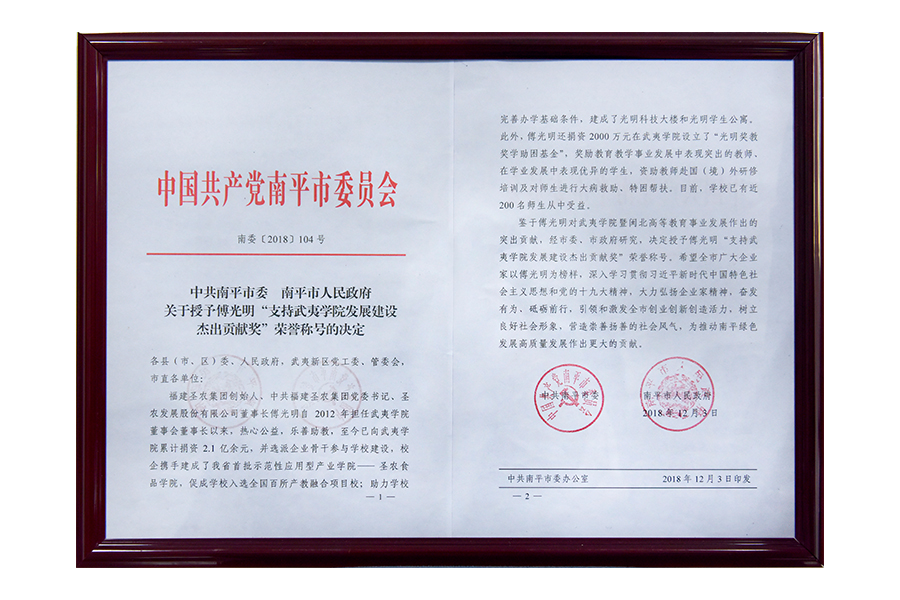 中国共产党南平市委员会
南委〔2018〕104 号
中共南平市委 南平市人民政府
关于授予傅光明“支持武夷学院发展建设
杰出贡献奖”荣誉称号的决定
各县（市、区）委、人民政府，武夷新区党工委、管委会，
市直各单位：
福建圣农集团创始人、中共福建圣农集团党委书记、圣
农发展股份有限公司董事长傅光明自 2012 年担任武夷学院
董事会董事长以来，热心公益，乐善助教，至今已向武夷学
院累计捐资 2.1 亿余元，并选派企业骨干参与学校建设，校
企携手建成了我省首批示范性应用型产业学院——圣农食
品学院，促成学校入选全国百所产教融合项目校；助力学校
— 1 —
完善办学基础条件，建成了光明科技大楼和光明学生公寓。
此外，傅光明还捐资 2000 万元在武夷学院设立了“光明奖教
奖学助困基金”，奖励教育教学事业发展中表现突出的教师、
在学业发展中表现优异的学生，资助教师赴国（境）外研修
培训及对师生进行大病救助、特困帮扶。目前，学校已有近
200 名师生从中受益。
鉴于傅光明对武夷学院暨闽北高等教育事业发展作出的
突出贡献，经市委、市政府研究，决定授予傅光明“支持武
夷学院发展建设杰出贡献奖”荣誉称号。希望全市广大企业
家以傅光明为榜样，深入学习贯彻习近平新时代中国特色社
会主义思想和党的十九大精神，大力弘扬企业家精神，奋发
有为、砥砺前行，引领和激发全市创业创新创造活力，树立
良好社会形象，营造崇善扬善的社会风气，为推动南平绿色
发展高质量发展作出更大的贡献。
中国共产党南平市委员会
中共南平市委
南平市人民政府
2018 年 12 月 3 日
中共南平市委办公室 2018 年 12 月 3 日印发
— 2 —